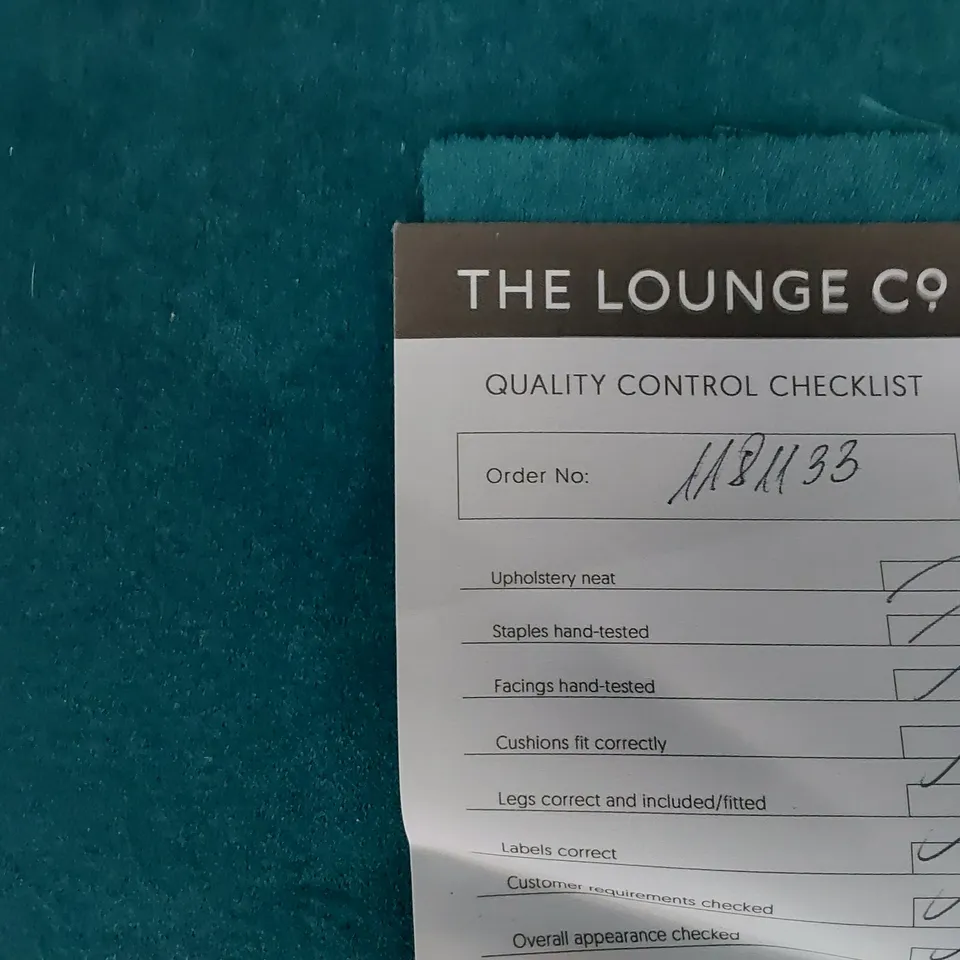 THE LOUNGE Co
QUALITY CONTROL CHECKLIST
Order No: 1181133
Upholstery neat
Staples hand-tested
Facings hand-tested
Cushions fit correctly
Legs correct and included/fitted
Labels correct
Customer requirements checked
Overall appearance checked